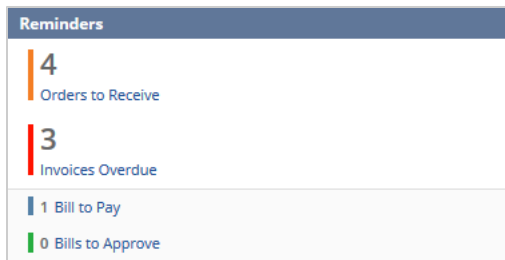 Reminders
4
Orders to Receive
3
Invoices Overdue
1 Bill to Pay
0 Bills to Approve